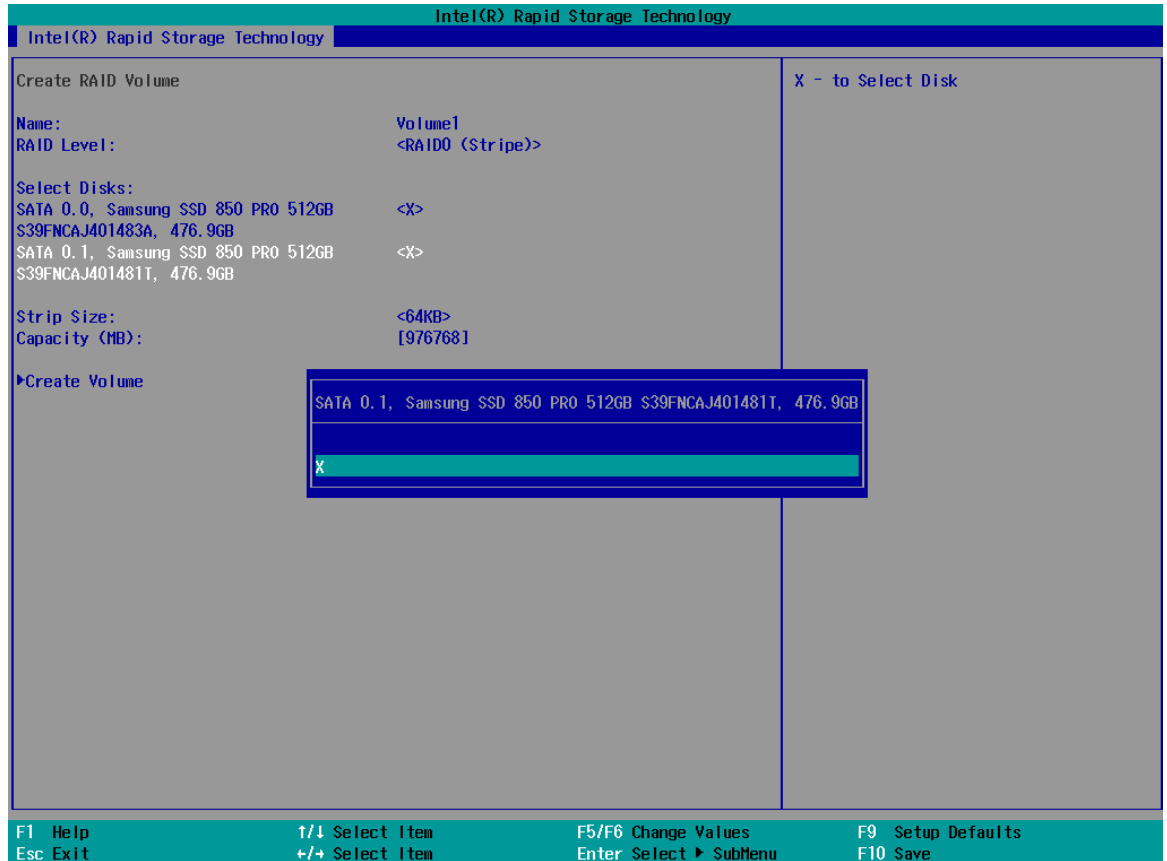 Intel(R) Rapid Storage Technology
Intel(R) Rapid Storage Technology
Create RAID Volume
X - to Select Disk
Name: Volume1
RAID Level: <RAID0 (Stripe)>
Select Disks:
SATA 0.0, Samsung SSD 850 PRO 512GB <X>
S39FNCAJ401483A, 476.9GB
SATA 0.1, Samsung SSD 850 PRO 512GB <X>
S39FNCAJ401481T, 476.9GB
Strip Size: <64KB>
Capacity (MB): [976768]
▶Create Volume
SATA 0.1, Samsung SSD 850 PRO 512GB S39FNCAJ401481T, 476.9GB
X
F1 Help ↑/↓ Select Item F5/F6 Change Values F9 Setup Defaults
Esc Exit ←/→ Select Item Enter Select ▶ SubMenu F10 Save